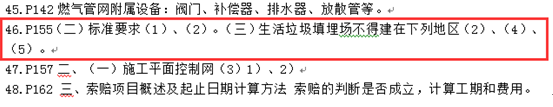 45.P142 燃气管网附属设备：阀门、补偿器、排水器、放散管等。
46.P155（二）标准要求（1）、（2）。（三）生活垃圾填埋场不得建在下列地区（2）、（4）、
（5）。
47.P157 二、（一）施工平面控制网（3）1）、2）
48.P162 三、索赔项目概述及起止日期计算方法 索赔的判断是否成立，计算工期和费用。